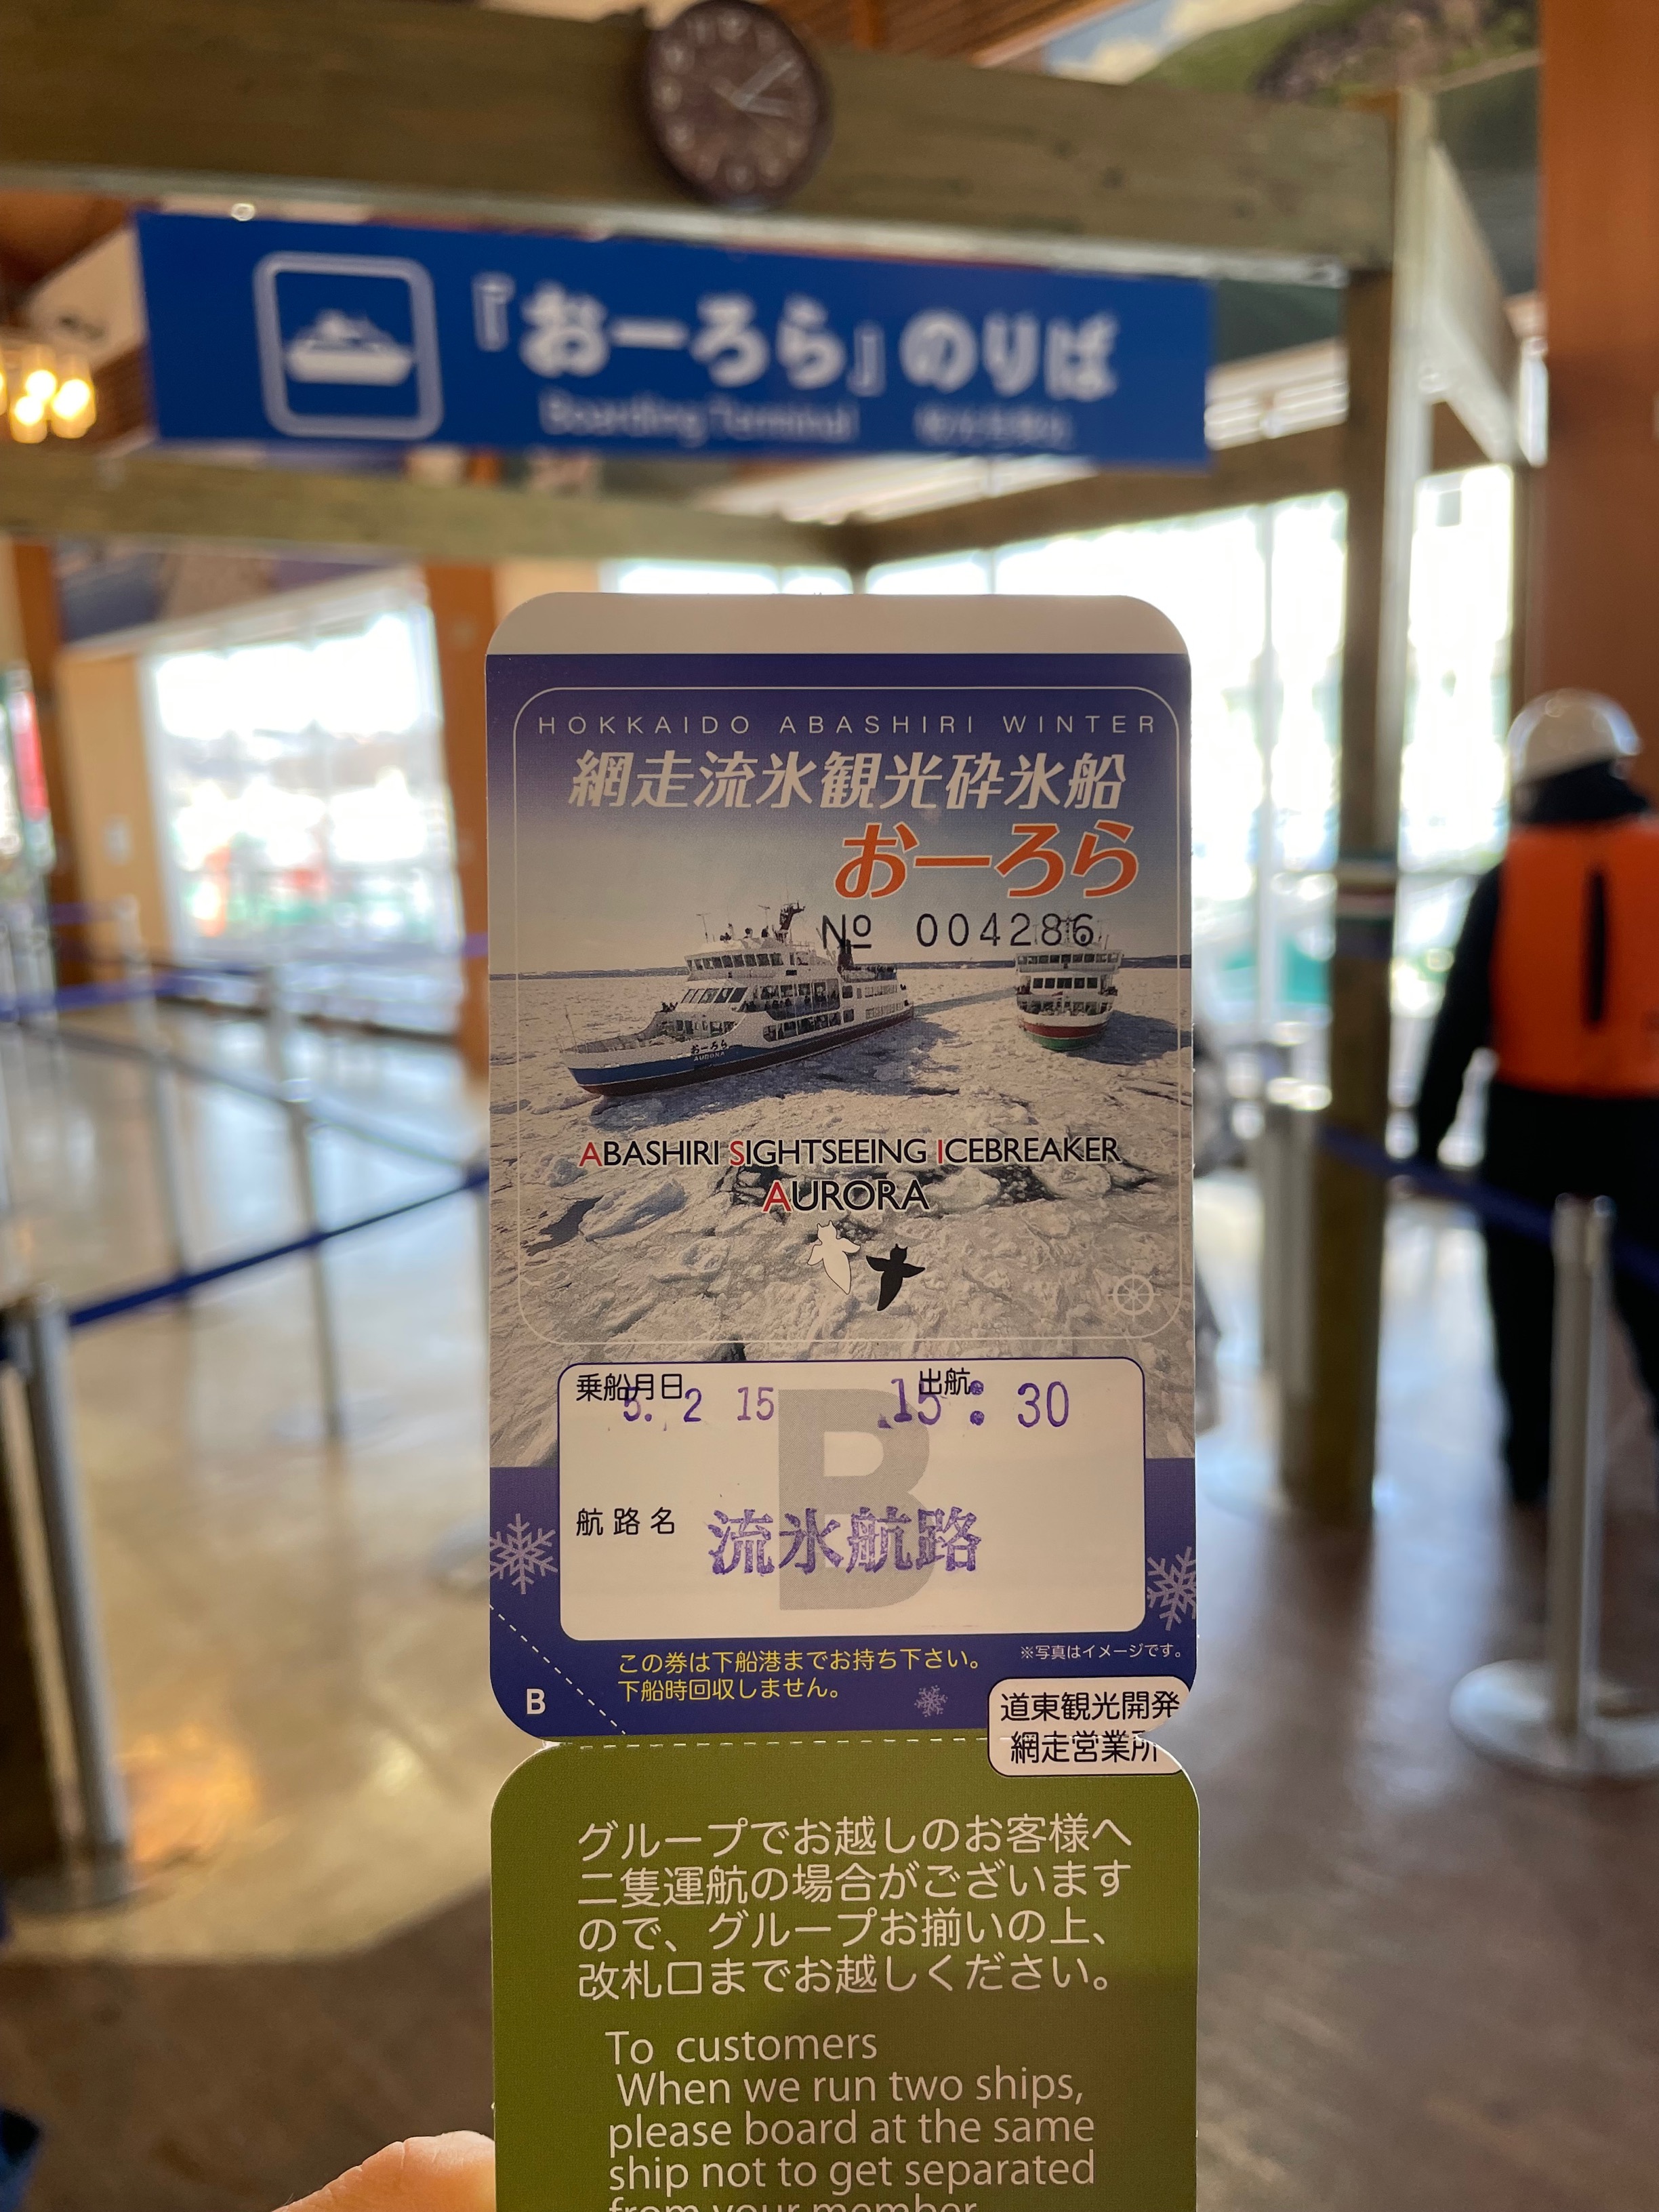 『おーろら』のりば
Boarding Terminal
HOKKAIDO ABASHIRI WINTER
網走流氷観光砕氷船
おーろら
№ 004286
おーろら
AURORA
ABASHIRI SIGHTSEEING ICEBREAKER
AURORA
乗船月日 5. 2 15 出航 15:30
B
航路名 流氷航路
この券は下船港までお持ち下さい。
下船時回収しません。
※写真はイメージです。
B
道東観光開発
網走営業所
グループでお越しのお客様へ
二隻運航の場合がございます
ので、グループお揃いの上、
改札口までお越しください。
To customers
When we run two ships,
please board at the same
ship not to get separated
from your member